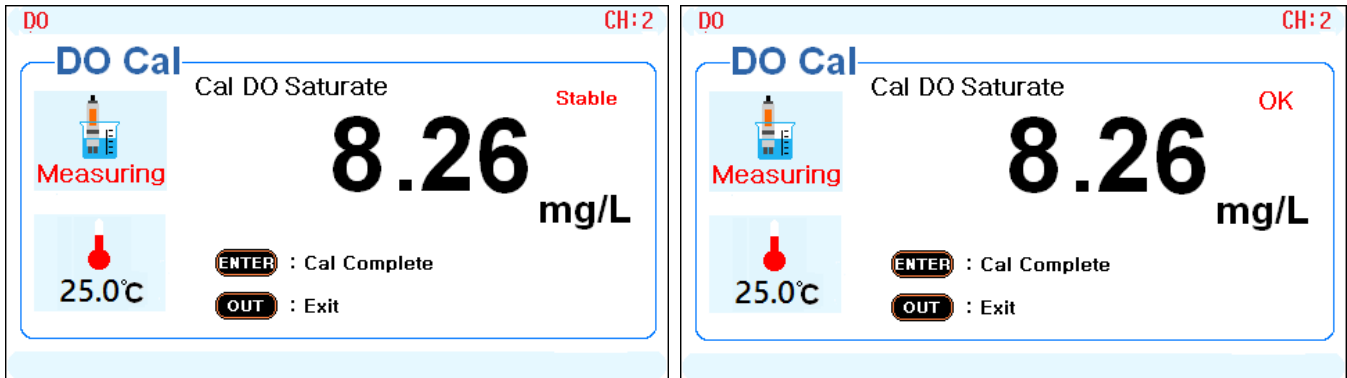 DO CH:2
DO Cal
Cal DO Saturate
Stable
8.26
Measuring
mg/L
ENTER : Cal Complete
25.0℃
OUT : Exit
DO CH:2
DO Cal
Cal DO Saturate
OK
8.26
Measuring
mg/L
ENTER : Cal Complete
25.0℃
OUT : Exit